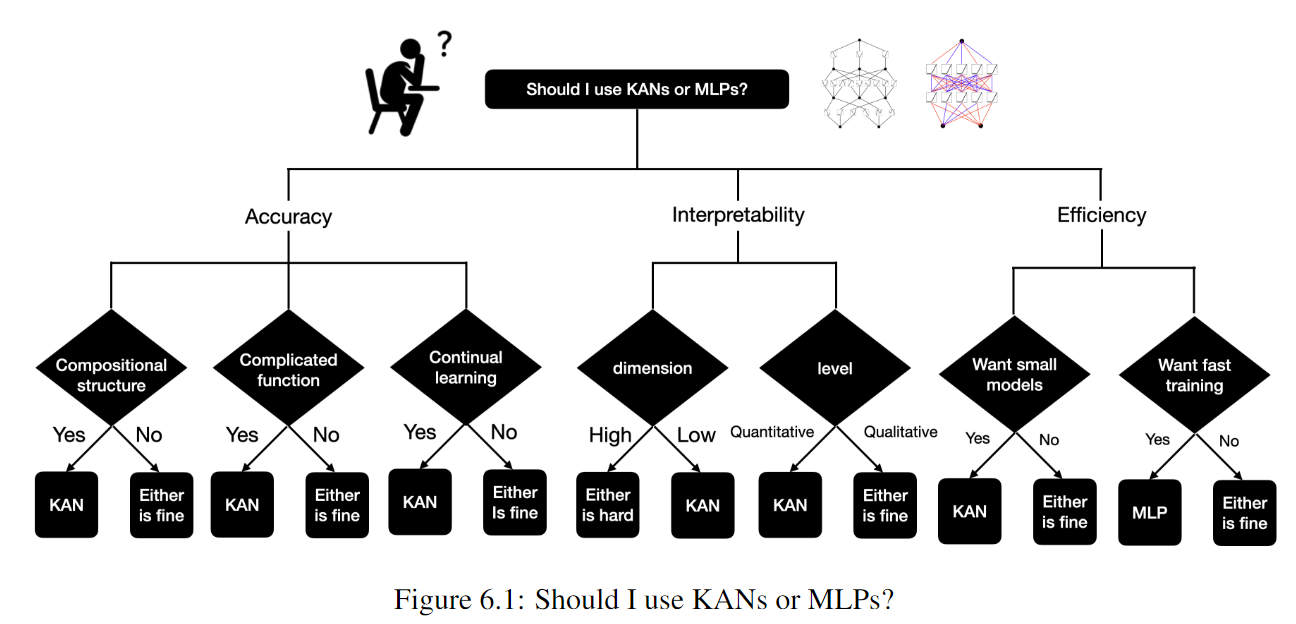 ?
Should I use KANs or MLPs?
Accuracy
Interpretability
Efficiency
Compositional
structure
Complicated
function
Continual
learning
dimension
level
Want small
models
Want fast
training
Yes
No
Yes
No
Yes
No
High
Low
Quantitative
Qualitative
Yes
No
Yes
No
KAN
Either
is fine
KAN
Either
is fine
KAN
Either
Is fine
Either
is hard
KAN
KAN
Either
is fine
KAN
Either
is fine
MLP
Either
is fine
Figure 6.1: Should I use KANs or MLPs?